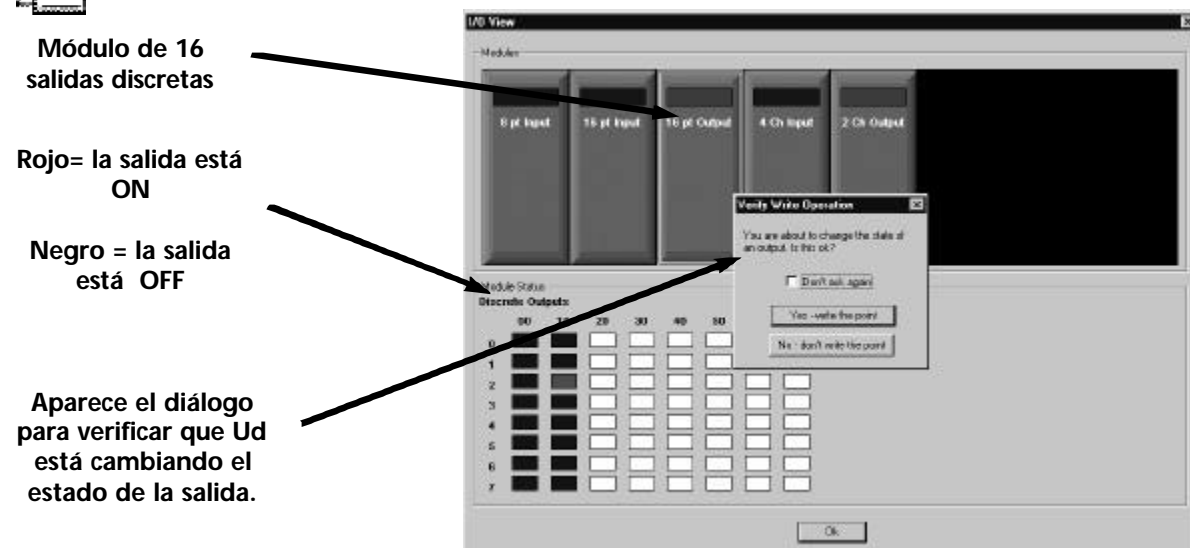 Módulo de 16
salidas discretas
Rojo= la salida está
ON
Negro = la salida
está OFF
Aparece el diálogo
para verificar que Ud
está cambiando el
estado de la salida.
I/O View
Modules
8 pt Input
16 pt Input
16 pt Output
4 Ch Input
2 Ch Output
Verify Write Operation
You are about to change the state of
an output. Is this ok?
Don't ask again
Yes - write the point
No - don't write the point
Module Status
Discrete Outputs
00 10 20 30 40 50
0
1
2
3
4
5
6
7
Ok